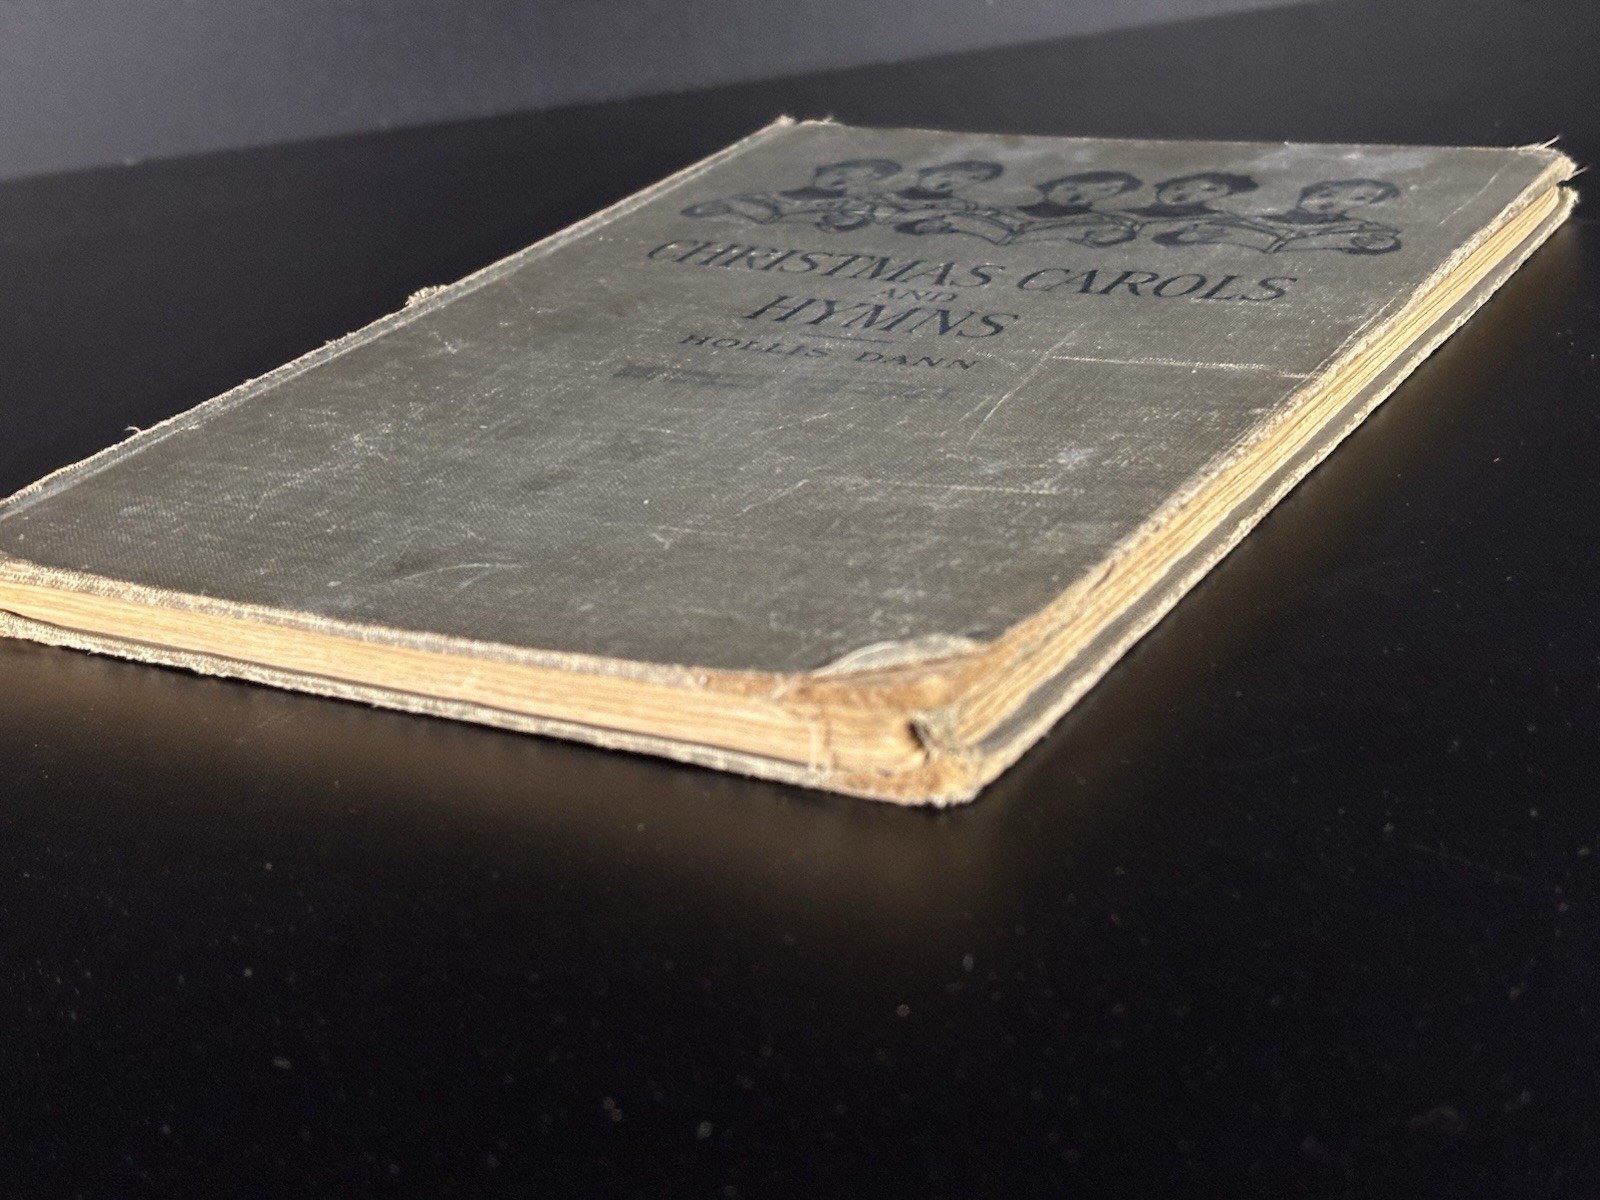 CHRISTMAS CAROLS
AND
HYMNS
HOLLIS DANN